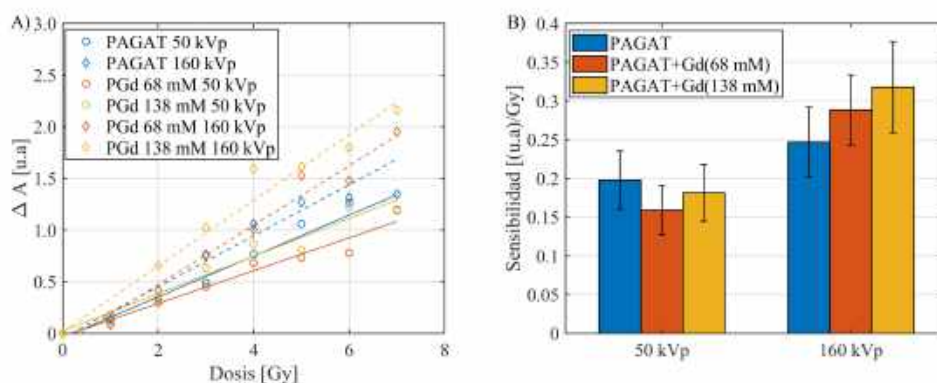 A)
3.0
2.5
2.0
1.5
1.0
0.5
0
0
2
4
6
8
Δ A [u.a]
Dosis [Gy]
PAGAT 50 kVp
PAGAT 160 kVp
PGd 68 mM 50 kVp
PGd 138 mM 50 kVp
PGd 68 mM 160 kVp
PGd 138 mM 160 kVp
B)
0.4
0.35
0.3
0.25
0.2
0.15
0.1
0.05
0
Sensibilidad [(u.a)/Gy]
50 kVp
160 kVp
PAGAT
PAGAT+Gd(68 mM)
PAGAT+Gd(138 mM)